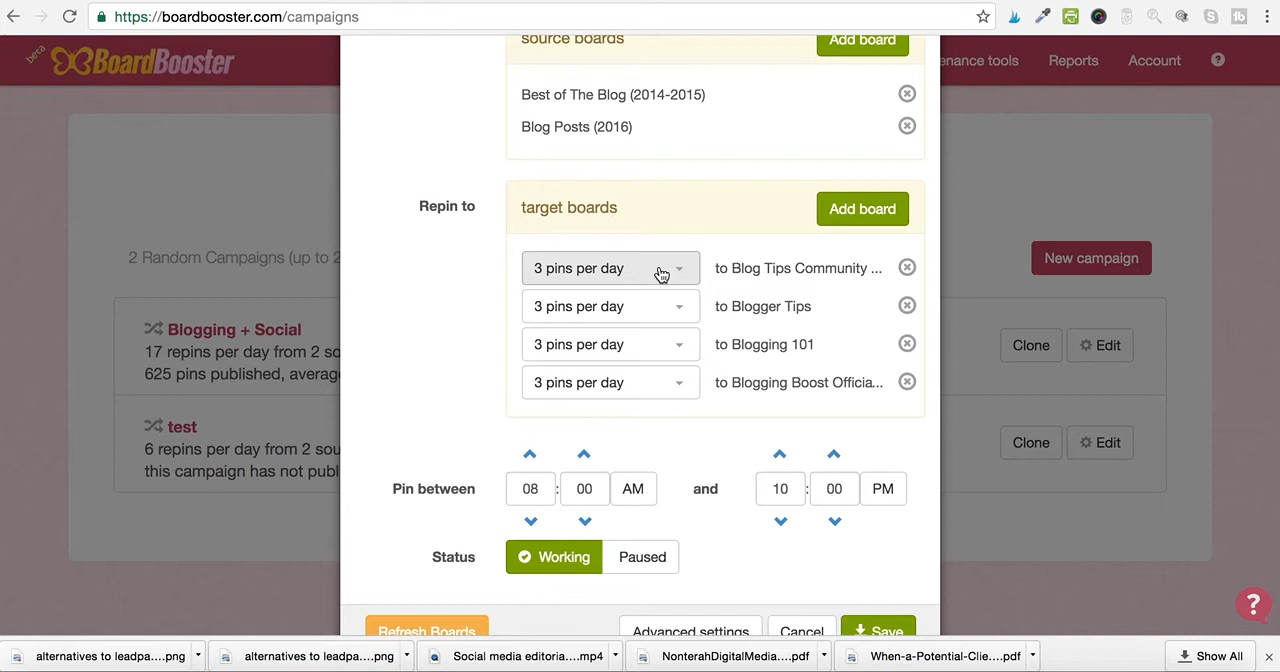 https://boardbooster.com/campaigns
beta BoardBooster
enance tools Reports Account ?
source boards Add board
Best of The Blog (2014-2015)
Blog Posts (2016)
Repin to target boards Add board
3 pins per day to Blog Tips Community ...
3 pins per day to Blogger Tips
3 pins per day to Blogging 101
3 pins per day to Blogging Boost Officia...
2 Random Campaigns (up to 2
New campaign
Blogging + Social
17 repins per day from 2 so
625 pins published, average
Clone Edit
test
6 repins per day from 2 sou
this campaign has not publ
Clone Edit
Pin between 08 : 00 AM and 10 : 00 PM
Status Working Paused
Refresh Boards Advanced settings Cancel Save
?
alternatives to leadpa....png alternatives to leadpa....png Social media editoria....mp4 NonterahDigitalMedia....pdf When-a-Potential-Clie....pdf Show All